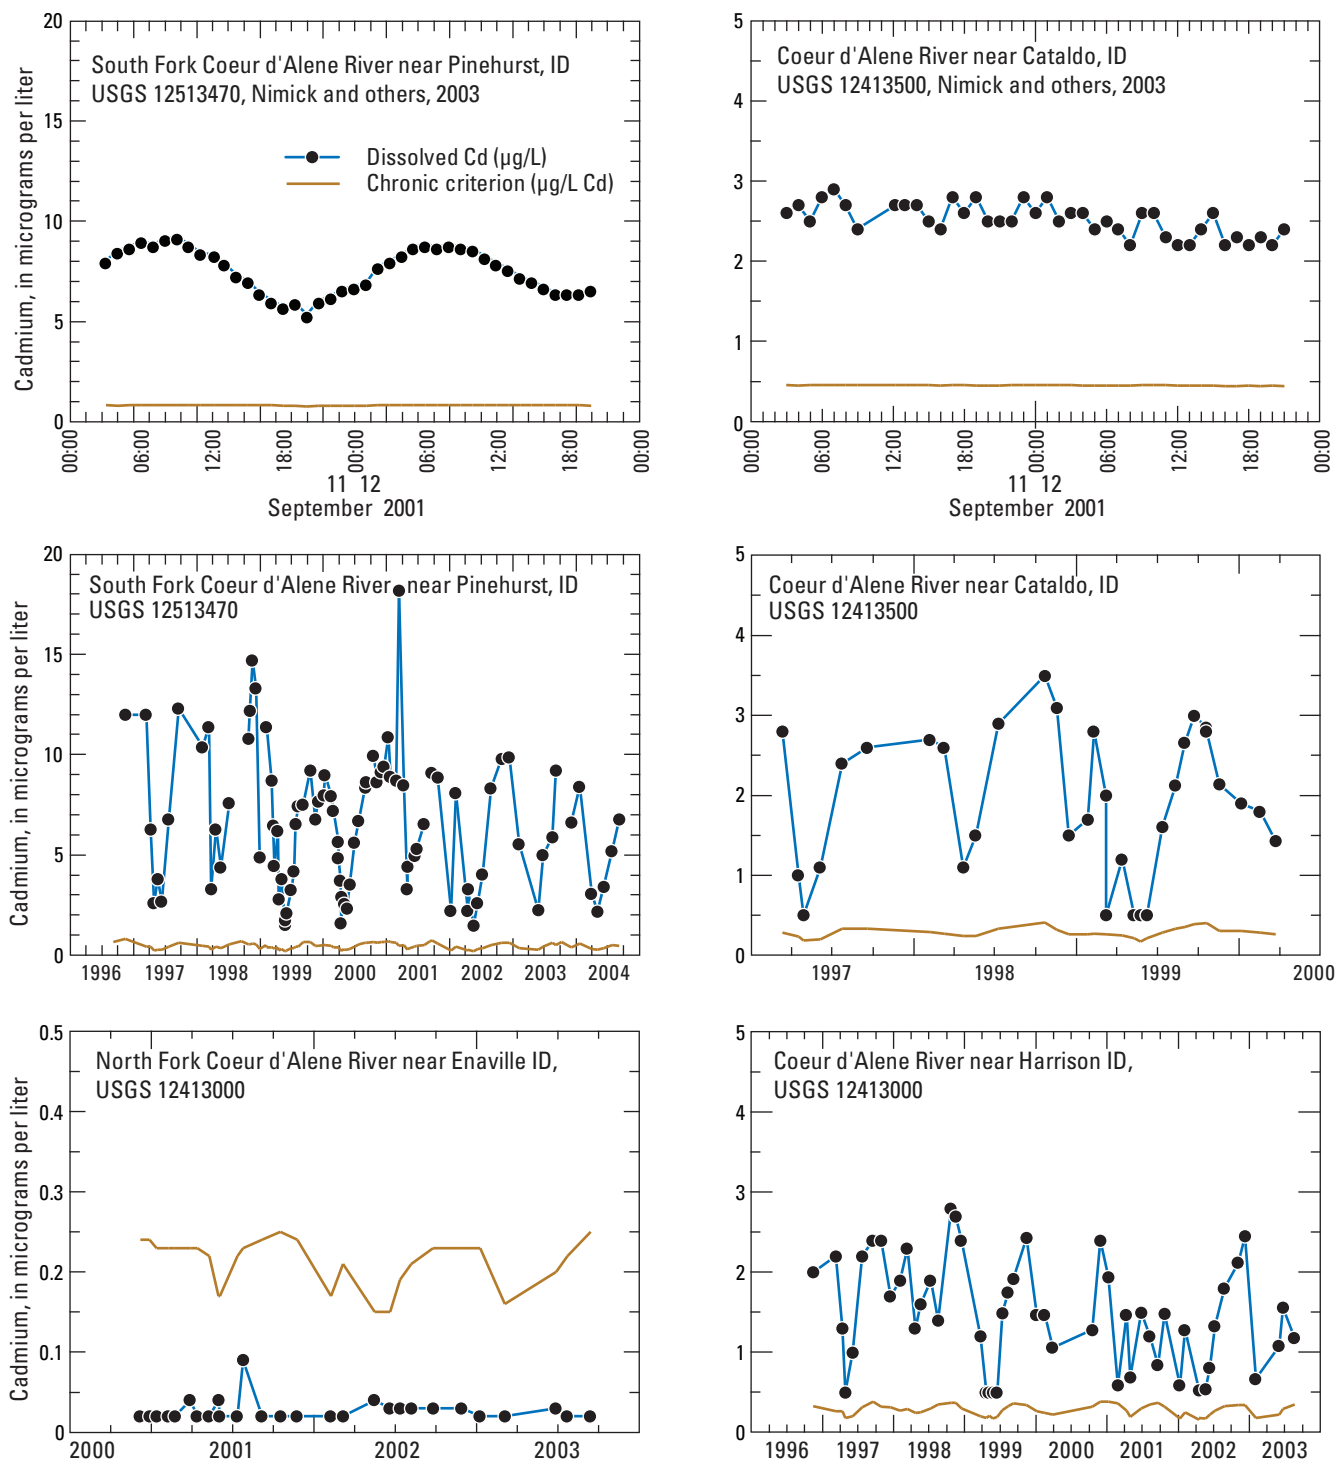 20
15
10
5
0
Cadmium, in micrograms per liter
South Fork Coeur d'Alene River near Pinehurst, ID
USGS 12513470, Nimick and others, 2003
Dissolved Cd (µg/L)
Chronic criterion (µg/L Cd)
00:00 06:00 12:00 18:00 00:00 06:00 12:00 18:00 00:00
11 12
September 2001
5
4
3
2
1
0
Coeur d'Alene River near Cataldo, ID
USGS 12413500, Nimick and others, 2003
00:00 06:00 12:00 18:00 00:00 06:00 12:00 18:00 00:00
11 12
September 2001
20
15
10
5
0
Cadmium, in micrograms per liter
South Fork Coeur d'Alene River near Pinehurst, ID
USGS 12513470
1996 1997 1998 1999 2000 2001 2002 2003 2004
5
4
3
2
1
0
Coeur d'Alene River near Cataldo, ID
USGS 12413500
1997 1998 1999 2000
0.5
0.4
0.3
0.2
0.1
0
Cadmium, in micrograms per liter
North Fork Coeur d'Alene River near Enaville ID,
USGS 12413000
2000 2001 2002 2003
5
4
3
2
1
0
Coeur d'Alene River near Harrison ID,
USGS 12413000
1996 1997 1998 1999 2000 2001 2002 2003